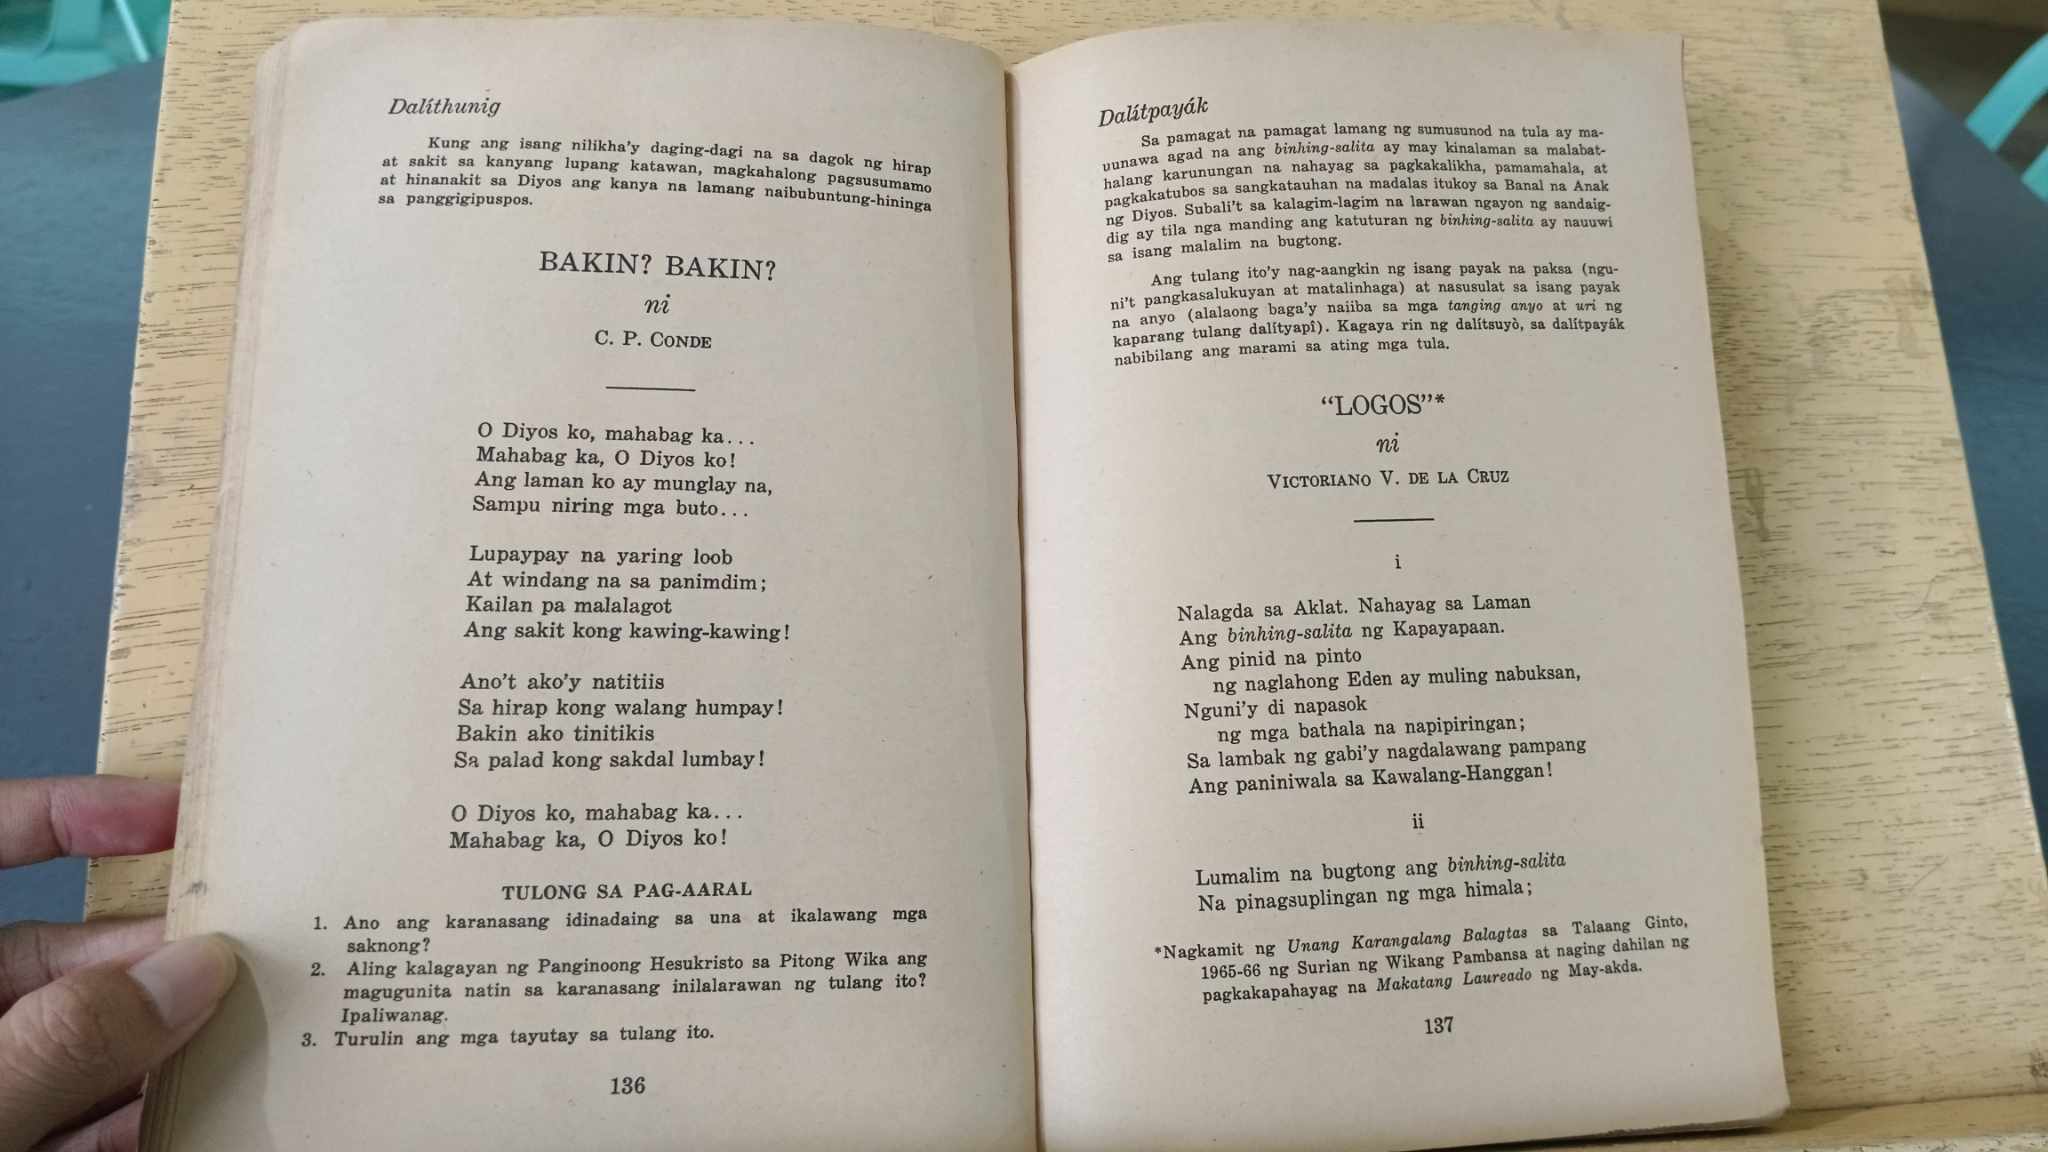 Dalíthunig
Kung ang isang nilikha'y daging-dagi na sa dagok ng hirap
at sakit sa kanyang lupang katawan, magkahalong pagsusumamo
at hinanakit sa Diyos ang kanya na lamang naibubuntung-hininga
sa panggigipuspos.
BAKIN? BAKIN?
ni
C. P. CONDE
O Diyos ko, mahabag ka...
Mahabag ka, O Diyos ko!
Ang laman ko ay munglay na,
Sampu niring mga buto...
Lupaypay na yaring loob
At windang na sa panimdim;
Kailan pa malalagot
Ang sakit kong kawing-kawing!
Ano't ako'y natitiis
Sa hirap kong walang humpay!
Bakin ako tinitikis
Sa palad kong sakdal lumbay!
O Diyos ko, mahabag ka...
Mahabag ka, O Diyos ko!
TULONG SA PAG-AARAL
1. Ano ang karanasang idinadaing sa una at ikalawang mga
saknong?
2. Aling kalagayan ng Panginoong Hesukristo sa Pitong Wika ang
magugunita natin sa karanasang inilalarawan ng tulang ito?
Ipaliwanag.
3. Turulin ang mga tayutay sa tulang ito.
136
Dalítpayák
Sa pamagat na pamagat lamang ng sumusunod na tula ay ma-
uunawa agad na ang binhing-salita ay may kinalaman sa malabat-
halang karunungan na nahayag sa pagkakalikha, pamamahala, at
pagkakatubos sa sangkatauhan na madalas itukoy sa Banal na Anak
ng Diyos. Subali't sa kalagim-lagim na larawan ngayon ng sandaig-
dig ay tila nga manding ang katuturan ng binhing-salita ay nauuwi
sa isang malalim na bugtong.
Ang tulang ito'y nag-aangkin ng isang payak na paksa (ngu-
ni't pangkasalukuyan at matalinhaga) at nasusulat sa isang payak
na anyo (alalaong baga'y naiiba sa mga tanging anyo at uri ng
kaparang tulang dalítyapî). Kagaya rin ng dalítsuyò, sa dalítpayák
nabibilang ang marami sa ating mga tula.
"LOGOS"*
ni
VICTORIANO V. DE LA CRUZ
i
Nalagda sa Aklat. Nahayag sa Laman
Ang binhing-salita ng Kapayapaan.
Ang pinid na pinto
ng naglahong Eden ay muling nabuksan,
Nguni'y di napasok
ng mga bathala na napipiringan;
Sa lambak ng gabi'y nagdalawang pampang
Ang paniniwala sa Kawalang-Hanggan!
ii
Lumalim na bugtong ang binhing-salita
Na pinagsuplingan ng mga himala;
*Nagkamit ng Unang Karangalang Balagtas sa Talaang Ginto,
1965-66 ng Surian ng Wikang Pambansa at naging dahilan ng
pagkakapahayag na Makatang Laureado ng May-akda.
137